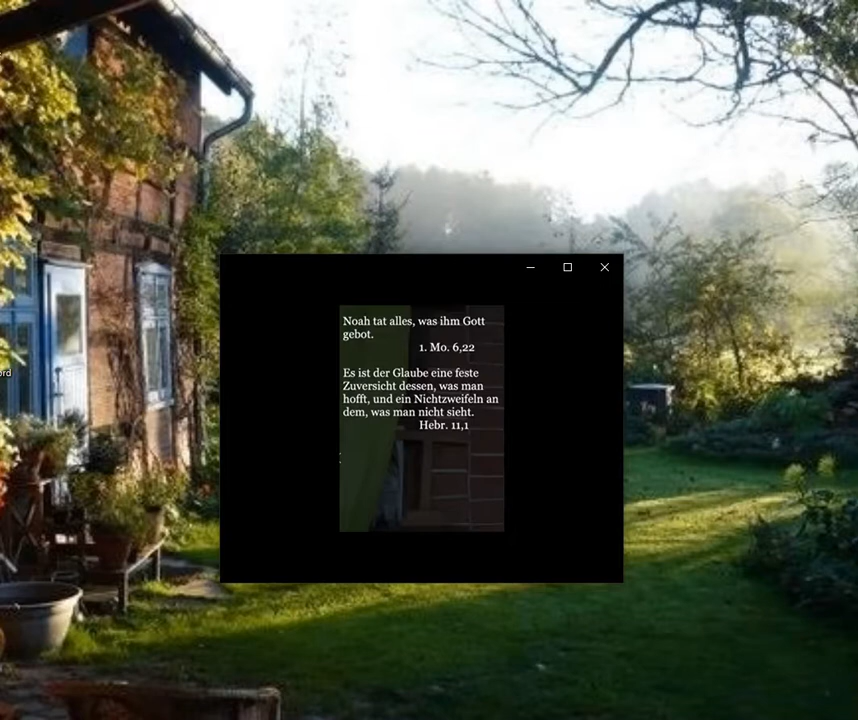 ord
Noah tat alles, was ihm Gott
gebot.
1. Mo. 6,22
Es ist der Glaube eine feste
Zuversicht dessen, was man
hofft, und ein Nichtzweifeln an
dem, was man nicht sieht.
Hebr. 11,1